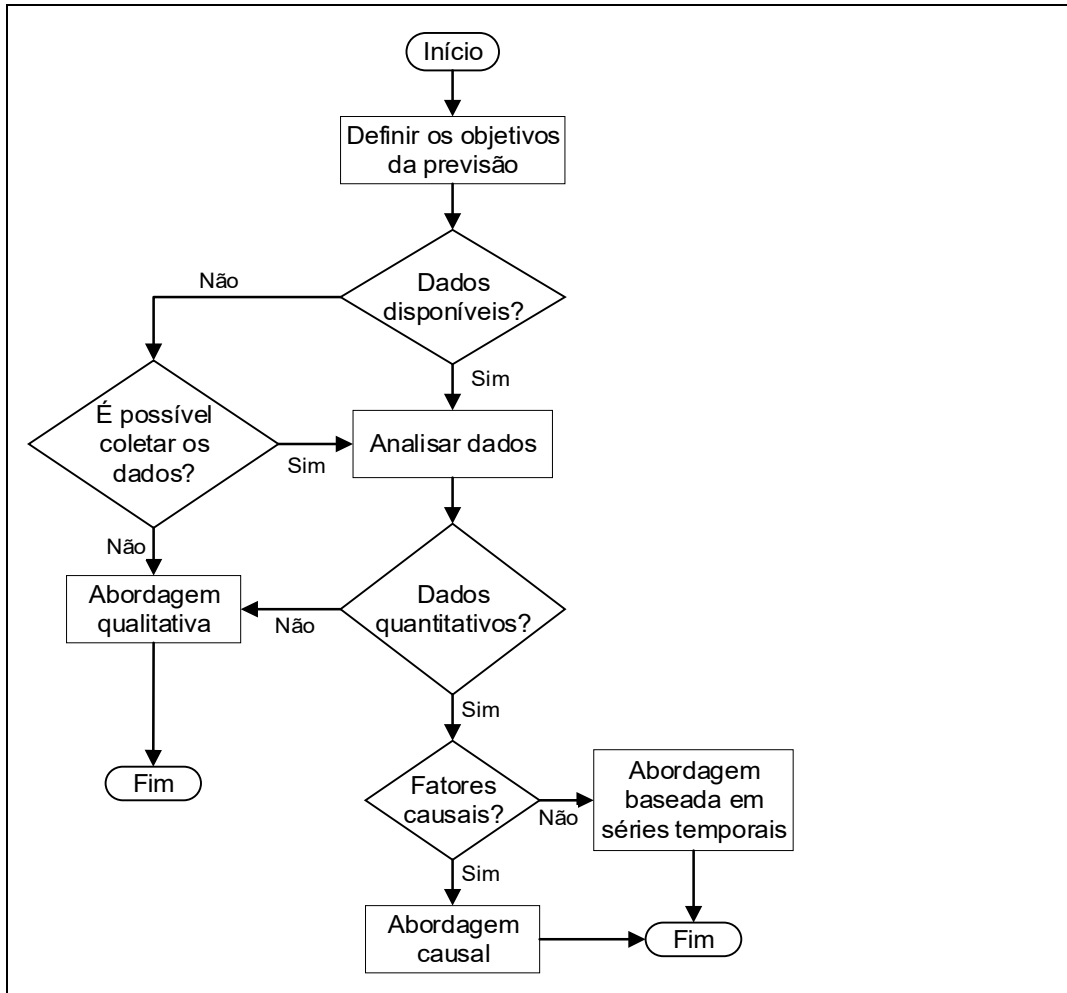 Início
Definir os objetivos
da previsão
Não
Dados
disponíveis?
Sim
É possível
coletar os
dados?
Sim
Analisar dados
Não
Abordagem
qualitativa
Não
Dados
quantitativos?
Sim
Fim
Fatores
causais?
Não
Abordagem
baseada em
séries temporais
Sim
Abordagem
causal
Fim